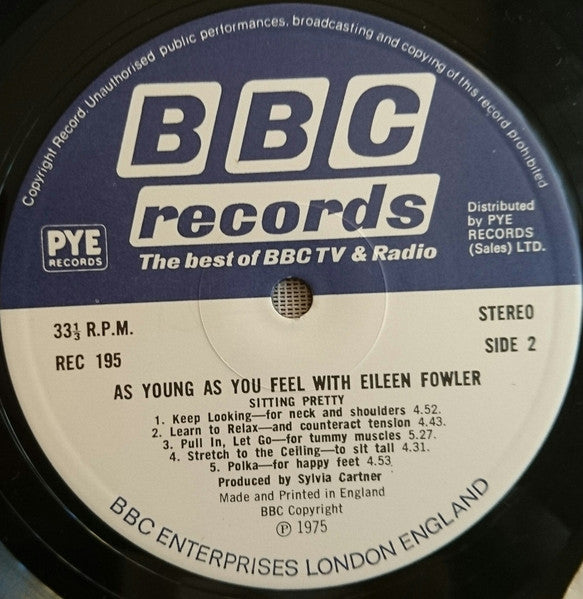 Copyright Record. Unauthorised public performances, broadcasting and copying of this record prohibited
BBC
records
The best of BBC TV & Radio
PYE
RECORDS
Distributed
by PYE
RECORDS
(Sales) LTD.
33⅓ R.P.M.
REC 195
STEREO
SIDE 2
AS YOUNG AS YOU FEEL WITH EILEEN FOWLER
SITTING PRETTY
1. Keep Looking—for neck and shoulders 4.52.
2. Learn to Relax—and counteract tension 4.43.
3. Pull In, Let Go—for tummy muscles 5.27.
4. Stretch to the Ceiling—to sit tall 4.31.
5. Polka—for happy feet 4.53
Produced by Sylvia Cartner
Made and Printed in England
BBC Copyright
℗ 1975
BBC ENTERPRISES LONDON ENGLAND